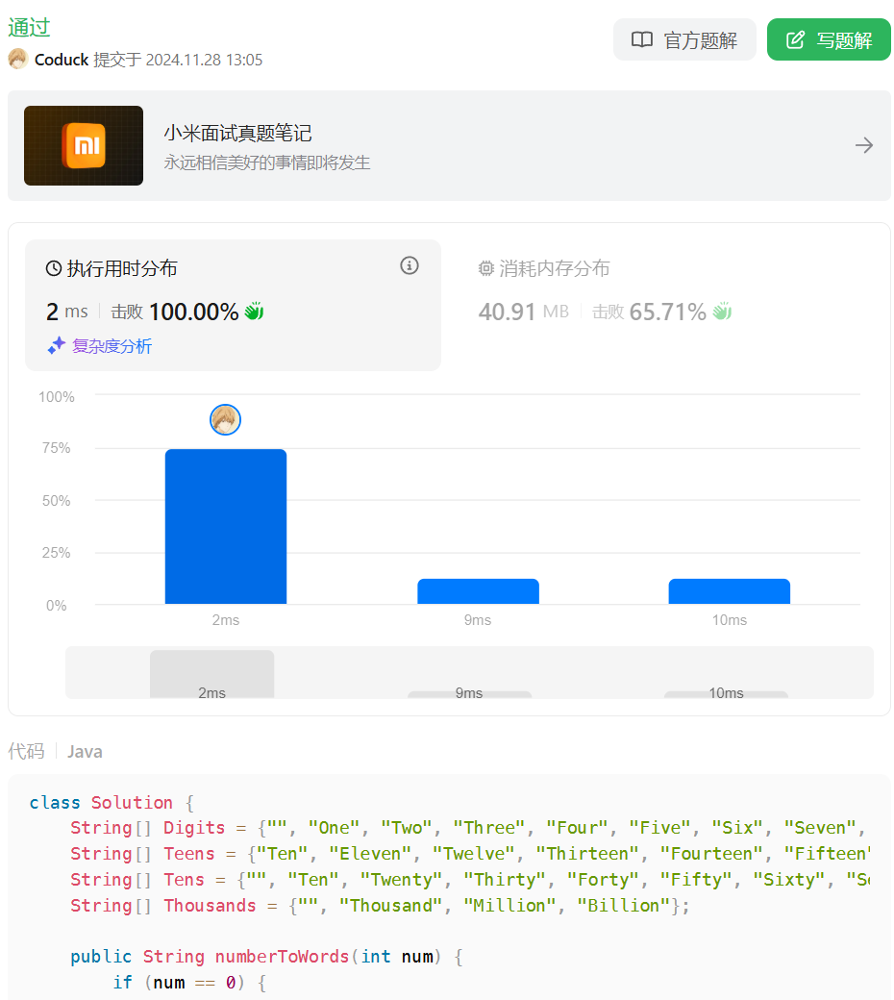 通过
官方题解
写题解
Coduck 提交于 2024.11.28 13:05
mi
小米面试真题笔记
永远相信美好的事情即将发生
执行用时分布
2 ms 击败 100.00%
复杂度分析
消耗内存分布
40.91 MB 击败 65.71%
100%
75%
50%
25%
0%
2ms 9ms 10ms
2ms 9ms 10ms
代码 Java
class Solution {
String[] Digits = {"", "One", "Two", "Three", "Four", "Five", "Six", "Seven",
String[] Teens = {"Ten", "Eleven", "Twelve", "Thirteen", "Fourteen", "Fifteen"
String[] Tens = {"", "Ten", "Twenty", "Thirty", "Forty", "Fifty", "Sixty", "Se
String[] Thousands = {"", "Thousand", "Million", "Billion"};
public String numberToWords(int num) {
if (num == 0) {